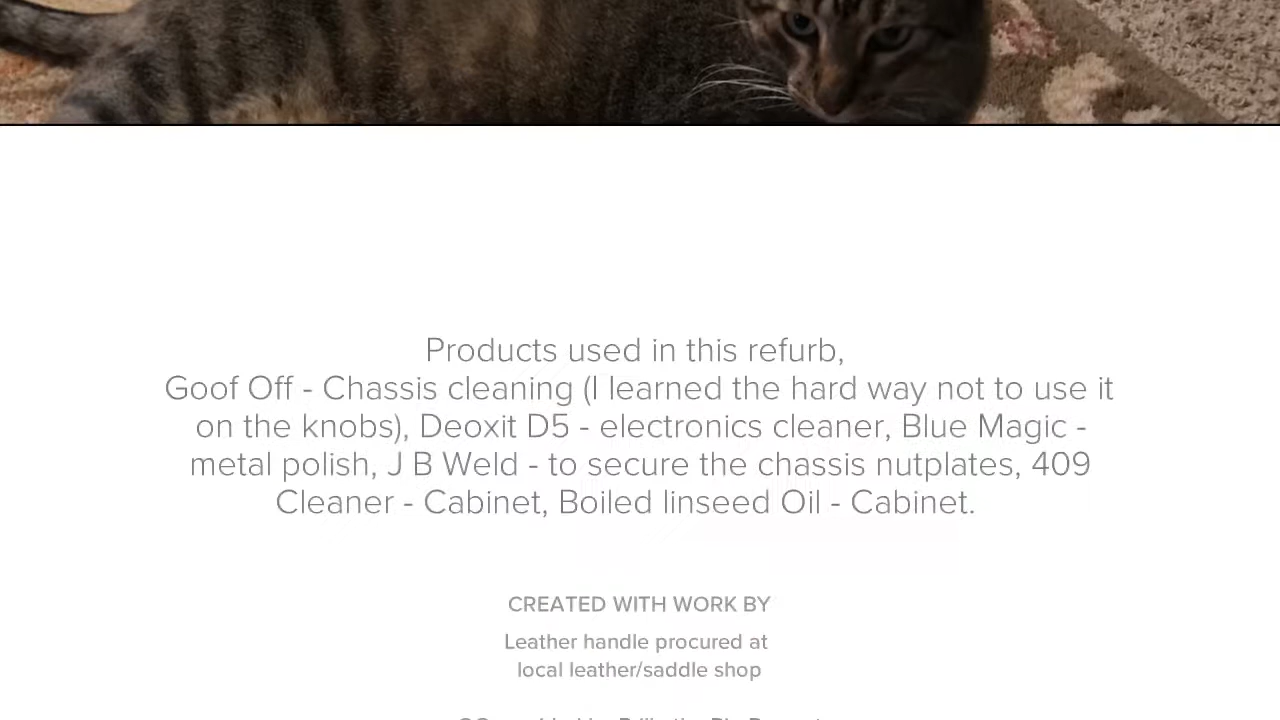 Products used in this refurb,
Goof Off - Chassis cleaning (I learned the hard way not to use it
on the knobs), Deoxit D5 - electronics cleaner, Blue Magic -
metal polish, J B Weld - to secure the chassis nutplates, 409
Cleaner - Cabinet, Boiled linseed Oil - Cabinet.
CREATED WITH WORK BY
Leather handle procured at
local leather/saddle shop